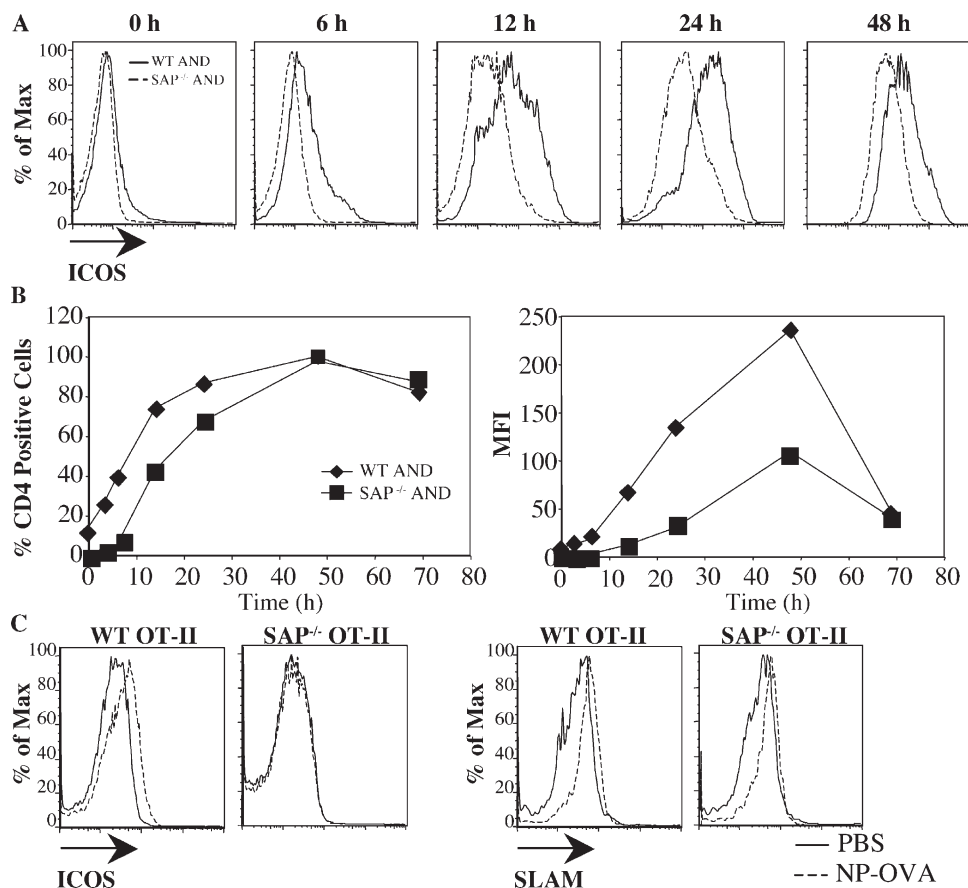 A
0 h 6 h 12 h 24 h 48 h
% of Max
100
80
60
40
20
0
WT AND
SAP-/- AND
ICOS
B
% CD4 Positive Cells
120
100
80
60
40
20
0
0 10 20 30 40 50 60 70 80
Time (h)
WT AND
SAP-/- AND
MFI
250
200
150
100
50
0
0 10 20 30 40 50 60 70 80
Time (h)
C
WT OT-II SAP-/- OT-II WT OT-II SAP-/- OT-II
% of Max
100
80
60
40
20
0
ICOS
% of Max
100
80
60
40
20
0
SLAM
PBS
NP-OVA